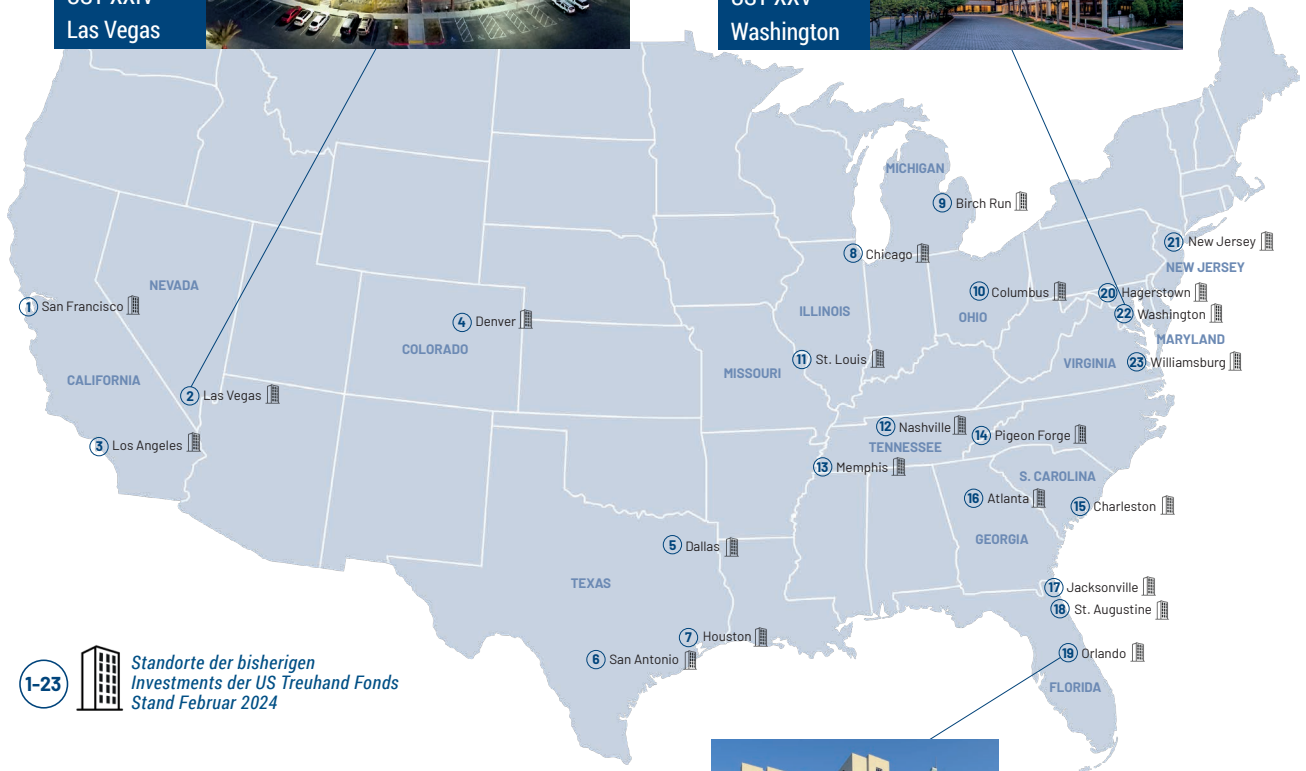 Las Vegas
Washington
MICHIGAN
9 Birch Run
21 New Jersey
8 Chicago
NEW JERSEY
NEVADA
10 Columbus
20 Hagerstown
1 San Francisco
ILLINOIS
22 Washington
4 Denver
OHIO
MARYLAND
COLORADO
11 St. Louis
VIRGINIA
23 Williamsburg
MISSOURI
CALIFORNIA
2 Las Vegas
12 Nashville
14 Pigeon Forge
3 Los Angeles
TENNESSEE
13 Memphis
S. CAROLINA
16 Atlanta
15 Charleston
GEORGIA
5 Dallas
TEXAS
17 Jacksonville
18 St. Augustine
7 Houston
6 San Antonio
19 Orlando
FLORIDA
1-23
Standorte der bisherigen
Investments der US Treuhand Fonds
Stand Februar 2024